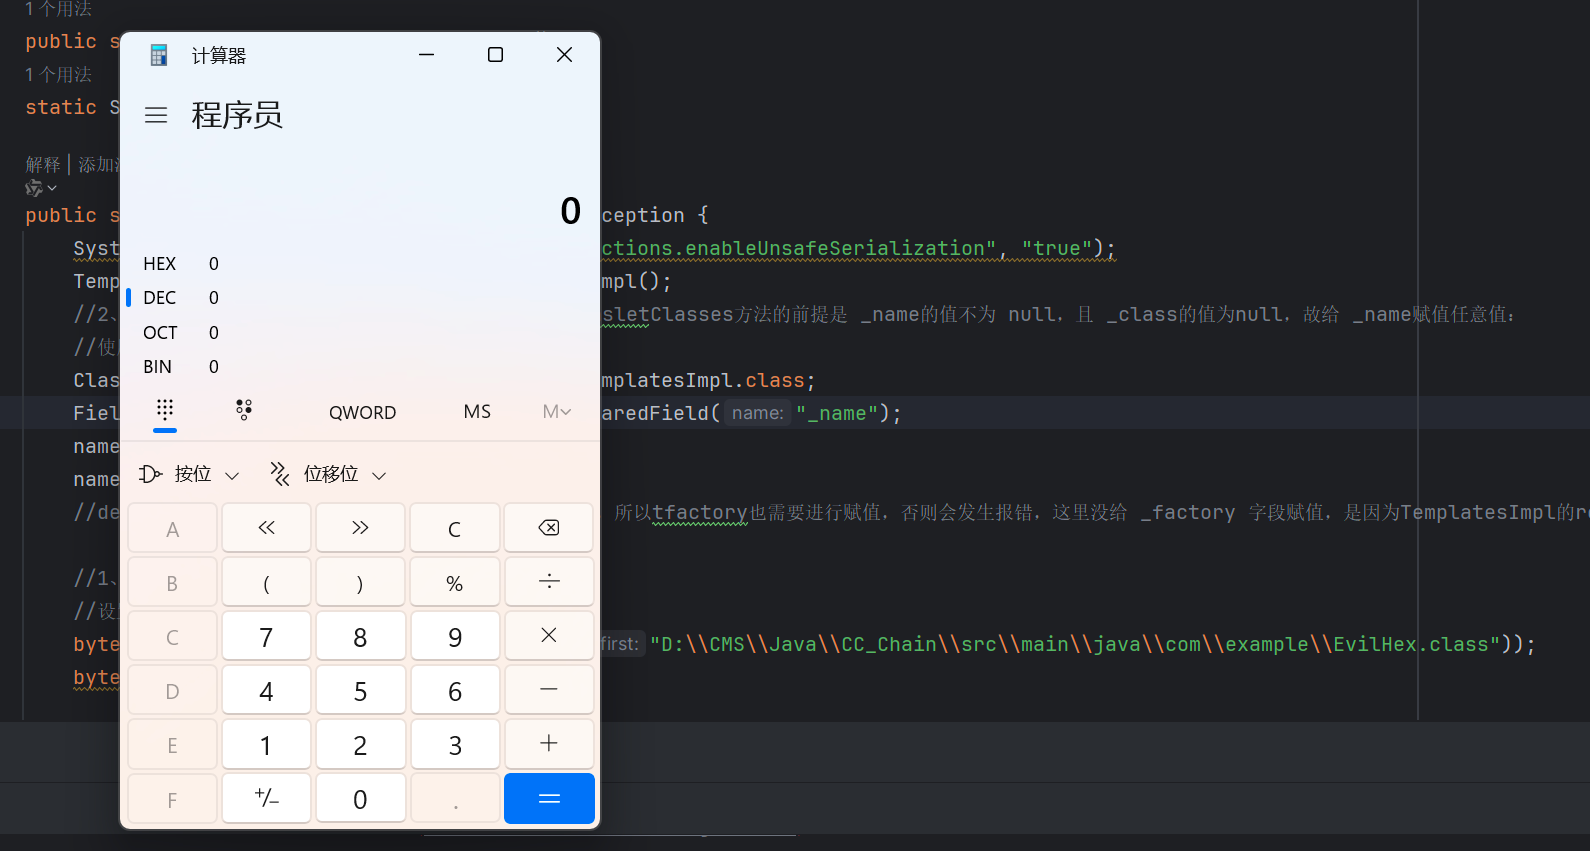 1 个用法
public s
1 个用法
static S
解释 | 添加
public s
ception {
Syst
ctions.enableUnsafeSerialization", "true");
Temp
mpl();
//2、
sletClasses方法的前提是 _name的值不为 null，且 _class的值为null，故给 _name赋值任意值：
//使
Clas
mplatesImpl.class;
Fiel
aredField( name: "_name");
name
name
//de
所以tfactory也需要进行赋值，否则会发生报错，这里没给 _factory 字段赋值，是因为TemplatesImpl的re
//1、
//设
byte
first: "D:\\CMS\\Java\\CC_Chain\\src\\main\\java\\com\\example\\EvilHex.class"));
byte
计算器
程序员
0
HEX 0
DEC 0
OCT 0
BIN 0
QWORD MS M
按位 位移位
A << >> C
B ( ) % ÷
C 7 8 9 ×
D 4 5 6 −
E 1 2 3 +
F +/− 0 . =